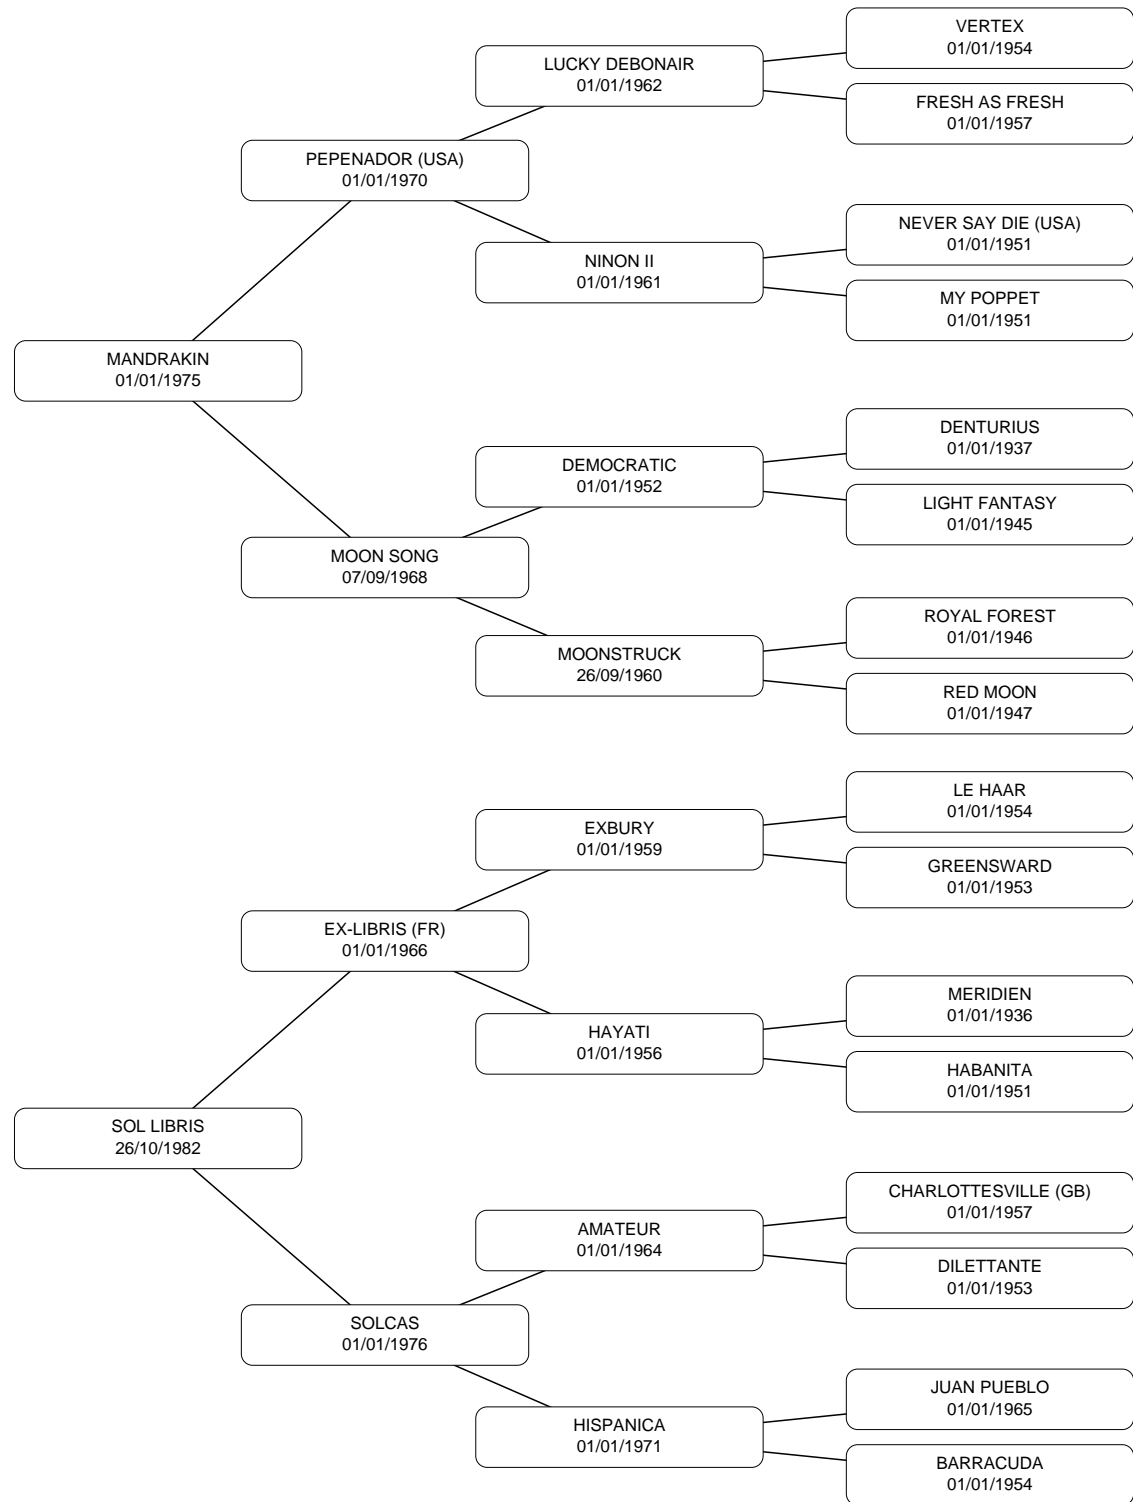 VERTEX
01/01/1954
LUCKY DEBONAIR
01/01/1962
FRESH AS FRESH
01/01/1957
PEPENADOR (USA)
01/01/1970
NEVER SAY DIE (USA)
01/01/1951
NINON II
01/01/1961
MY POPPET
01/01/1951
MANDRAKIN
01/01/1975
DENTURIUS
01/01/1937
DEMOCRATIC
01/01/1952
LIGHT FANTASY
01/01/1945
MOON SONG
07/09/1968
ROYAL FOREST
01/01/1946
MOONSTRUCK
26/09/1960
RED MOON
01/01/1947
LE HAAR
01/01/1954
EXBURY
01/01/1959
GREENSWARD
01/01/1953
EX-LIBRIS (FR)
01/01/1966
MERIDIEN
01/01/1936
HAYATI
01/01/1956
HABANITA
01/01/1951
SOL LIBRIS
26/10/1982
CHARLOTTESVILLE (GB)
01/01/1957
AMATEUR
01/01/1964
DILETTANTE
01/01/1953
SOLCAS
01/01/1976
JUAN PUEBLO
01/01/1965
HISPANICA
01/01/1971
BARRACUDA
01/01/1954